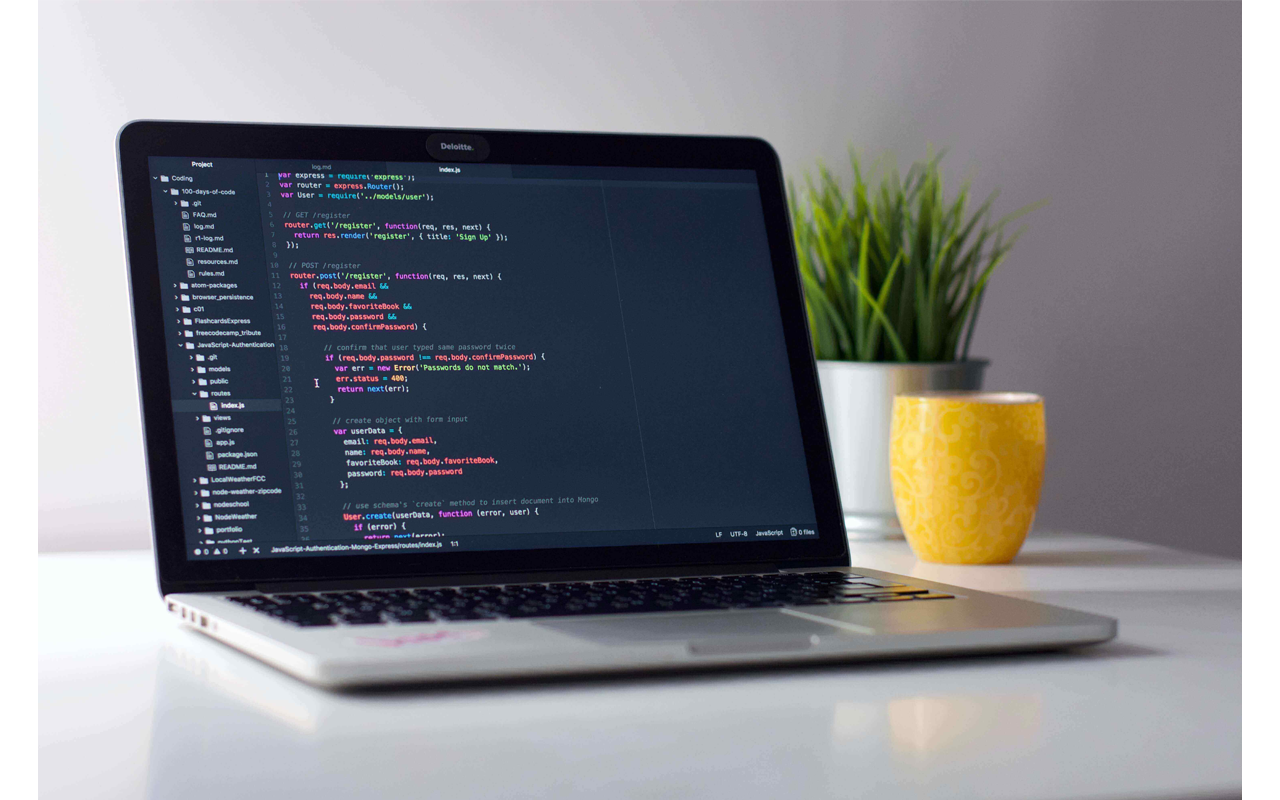 Deloitte.
Project
Coding
100-days-of-code
.git
FAQ.md
log.md
r1-log.md
README.md
resources.md
rules.md
atom-packages
browser_persistence
c01
FlashcardsExpress
freecodecamp_tribute
JavaScript-Authentication
.git
models
public
routes
index.js
views
.gitignore
app.js
package.json
README.md
LocalWeatherFCC
node-weather-zipcode
nodeschool
NodeWeather
portfolio
pythonTest
log.md
index.js
1 var express = require('express');
2 var router = express.Router();
3 var User = require('../models/user');
4
5 // GET /register
6 router.get('/register', function(req, res, next) {
7 return res.render('register', { title: 'Sign Up' });
8 });
9
10 // POST /register
11 router.post('/register', function(req, res, next) {
12 if (req.body.email &&
13 req.body.name &&
14 req.body.favoriteBook &&
15 req.body.password &&
16 req.body.confirmPassword) {
17
18 // confirm that user typed same password twice
19 if (req.body.password !== req.body.confirmPassword) {
20 var err = new Error('Passwords do not match.');
21 err.status = 400;
22 return next(err);
23 }
24
25 // create object with form input
26 var userData = {
27 email: req.body.email,
28 name: req.body.name,
29 favoriteBook: req.body.favoriteBook,
30 password: req.body.password
31 };
32
33 // use schema's `create` method to insert document into Mongo
34 User.create(userData, function (error, user) {
35 if (error) {
36 return next(error);
0 0 JavaScript-Authentication-Mongo-Express/routes/index.js 1:1 LF UTF-8 JavaScript 0 files